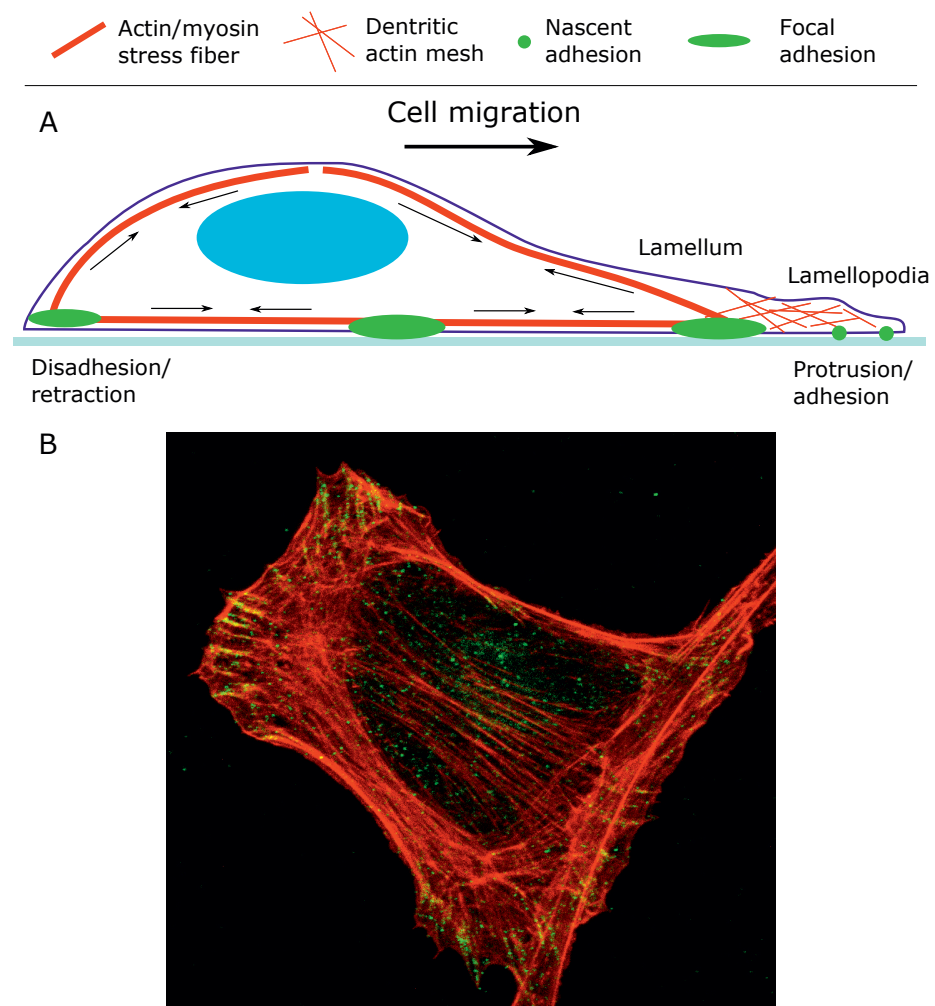 Actin/myosin
stress fiber
Dentritic
actin mesh
Nascent
adhesion
Focal
adhesion
A
Cell migration
Lamellum
Lamellopodia
Disadhesion/
retraction
Protrusion/
adhesion
B